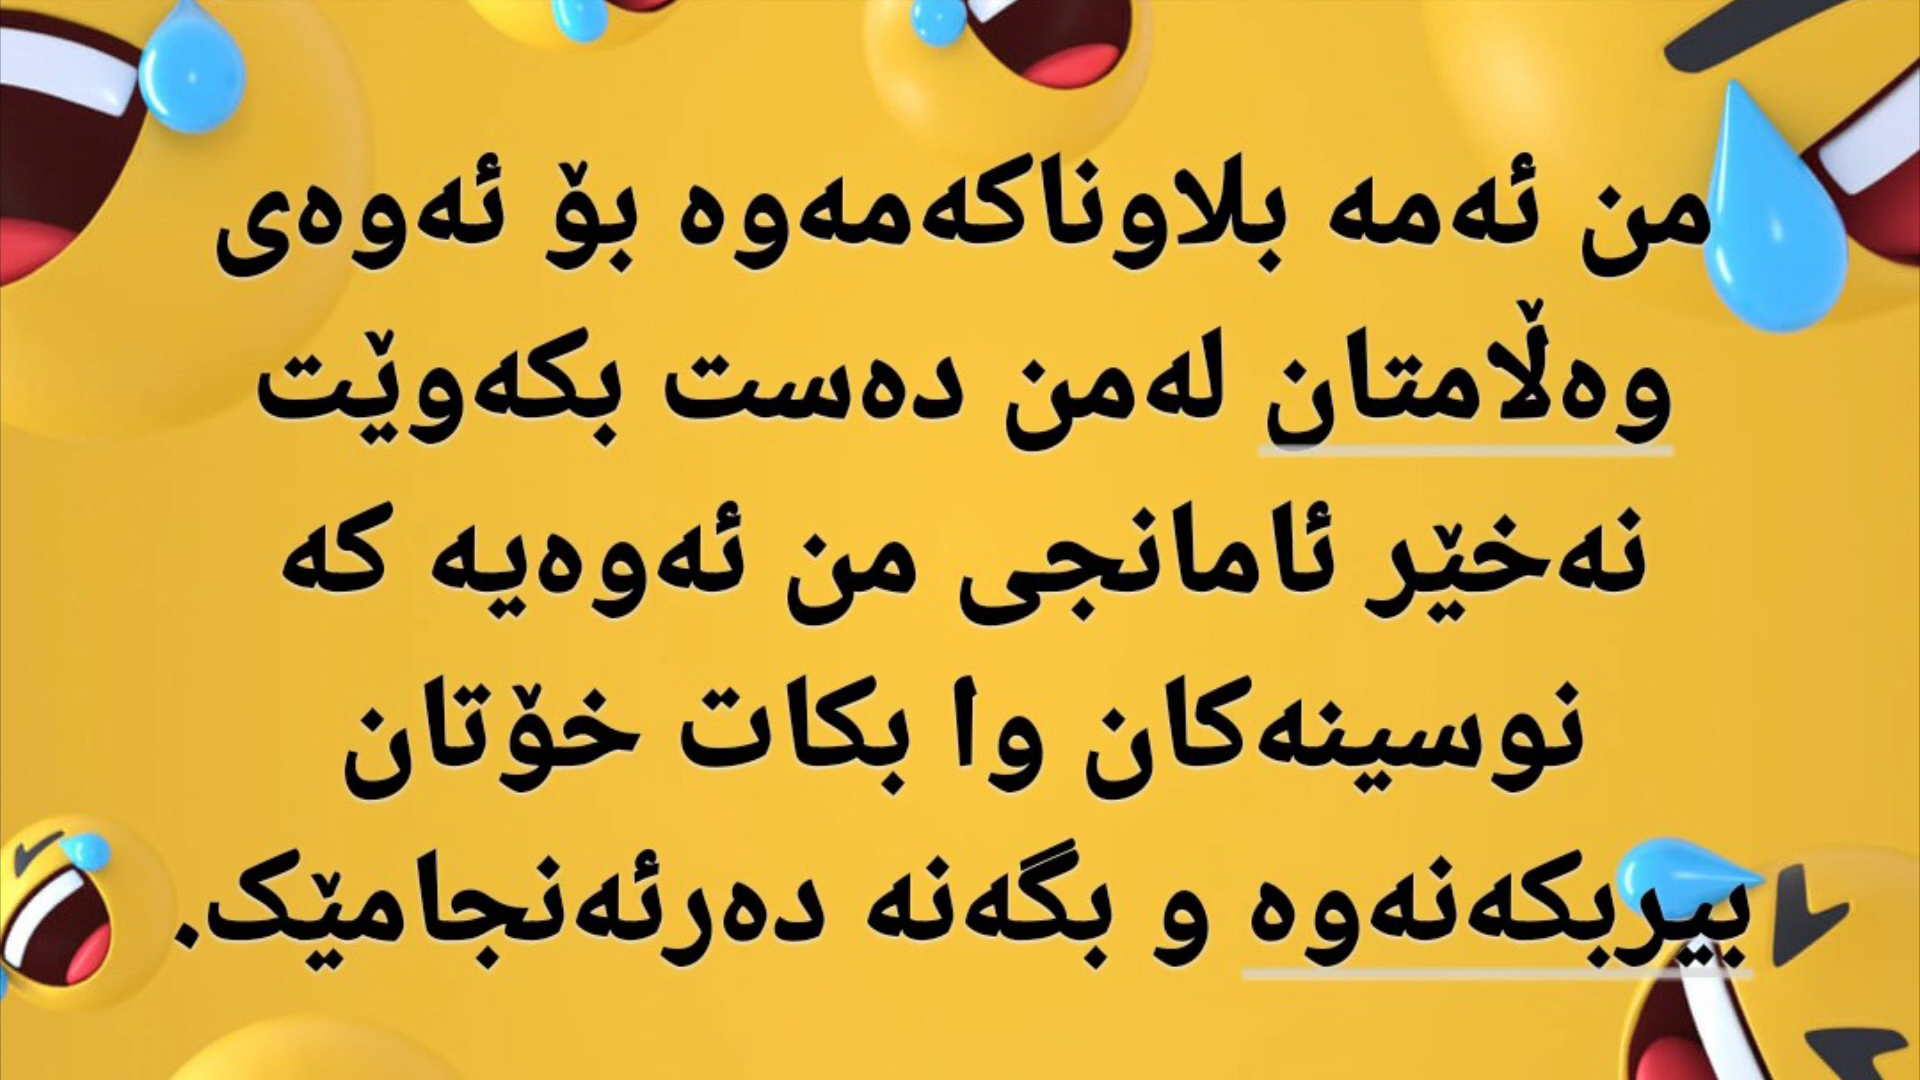 من ئەمە بلاوناکەمەوە بۆ ئەوەی
وەڵامتان لەمن دەست بکەوێت
نەخێر ئامانجی من ئەوەیە کە
نوسینەکان وا بکات خۆتان
بیربکەنەوە و بگەنە دەرئەنجامێک.